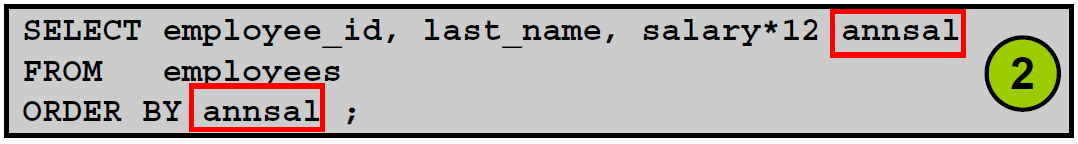 SELECT employee_id, last_name, salary*12 annsal
FROM employees
ORDER BY annsal ;
2